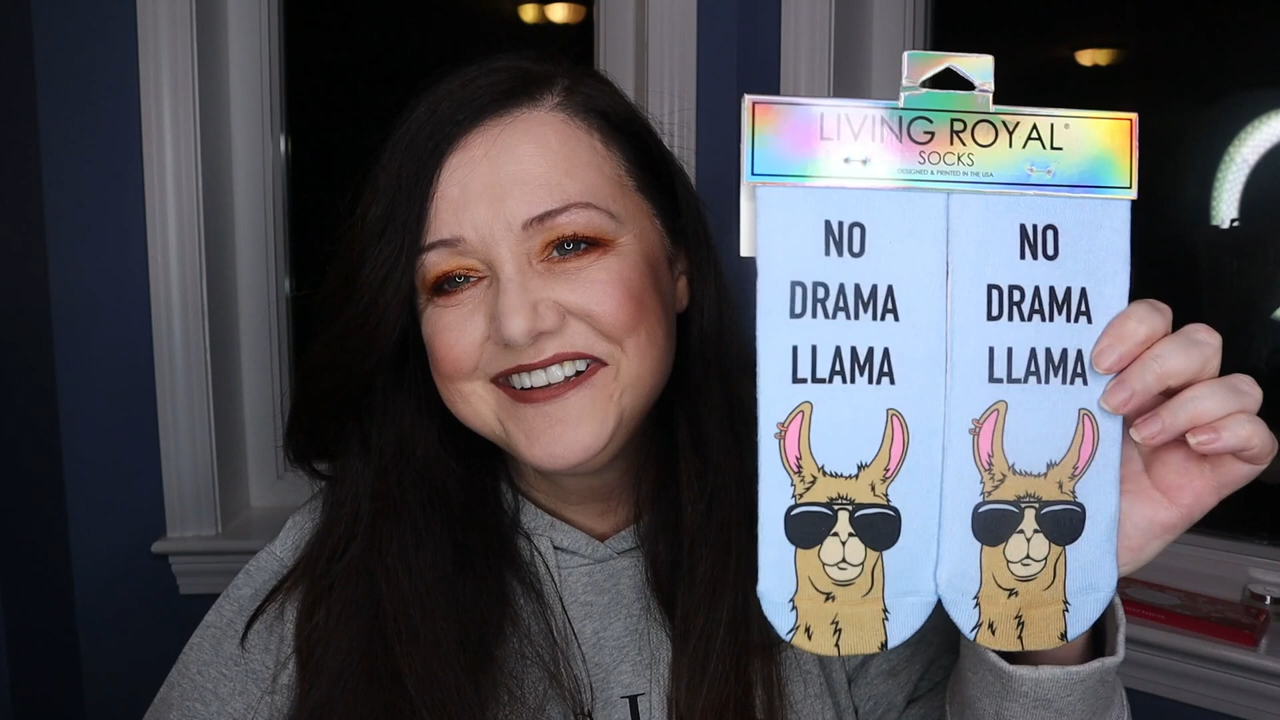 LIVING ROYAL®
SOCKS
DESIGNED & PRINTED IN THE USA
NO
DRAMA
LLAMA
NO
DRAMA
LLAMA